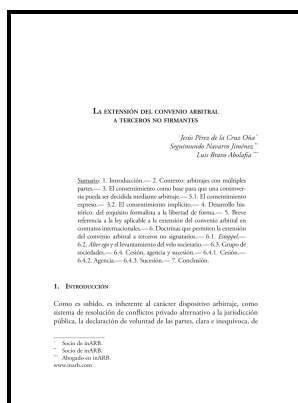 LA EXTENSIÓN DEL CONVENIO ARBITRAL
A TERCEROS NO FIRMANTES
Jesús Pérez de la Cruz Oña*
Seguimundo Navarro Jiménez**
Luis Bravo Abolafia***
Sumario: 1. Introducción.— 2. Contexto: arbitrajes con múltiples
partes.— 3. El consentimiento como base para que una controver-
sia pueda ser decidida mediante arbitraje.— 3.1. El consentimiento
expreso.— 3.2. El consentimiento implícito.— 4. Desarrollo his-
tórico: del requisito formalista a la libertad de forma.— 5. Breve
referencia a la ley aplicable a la extensión del convenio arbitral en
contratos internacionales.— 6. Doctrinas que permiten la extensión
del convenio arbitral a terceros no signatarios.— 6.1. Estoppel.—
6.2. Alter ego y el levantamiento del velo societario.— 6.3. Grupo de
sociedades.— 6.4. Cesión, agencia y sucesión.— 6.4.1. Cesión.—
6.4.2. Agencia.— 6.4.3. Sucesión.— 7. Conclusión.
1. INTRODUCCIÓN
Como es sabido, es inherente al carácter dispositivo arbitraje, como
sistema de resolución de conflictos privado alternativo a la jurisdicción
pública, la declaración de voluntad de las partes, clara e inequívoca, de
* Socio de inARB.
** Socio de inARB.
*** Abogado en inARB.
www.inarb.com